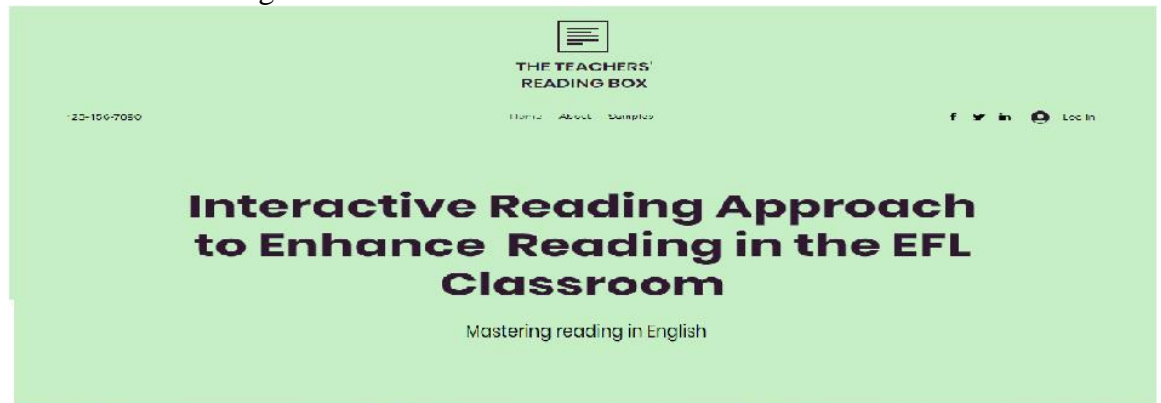 THE TEACHERS'
READING BOX
123-456-7890
Home About Samples
Log In
Interactive Reading Approach
to Enhance Reading in the EFL
Classroom
Mastering reading in English